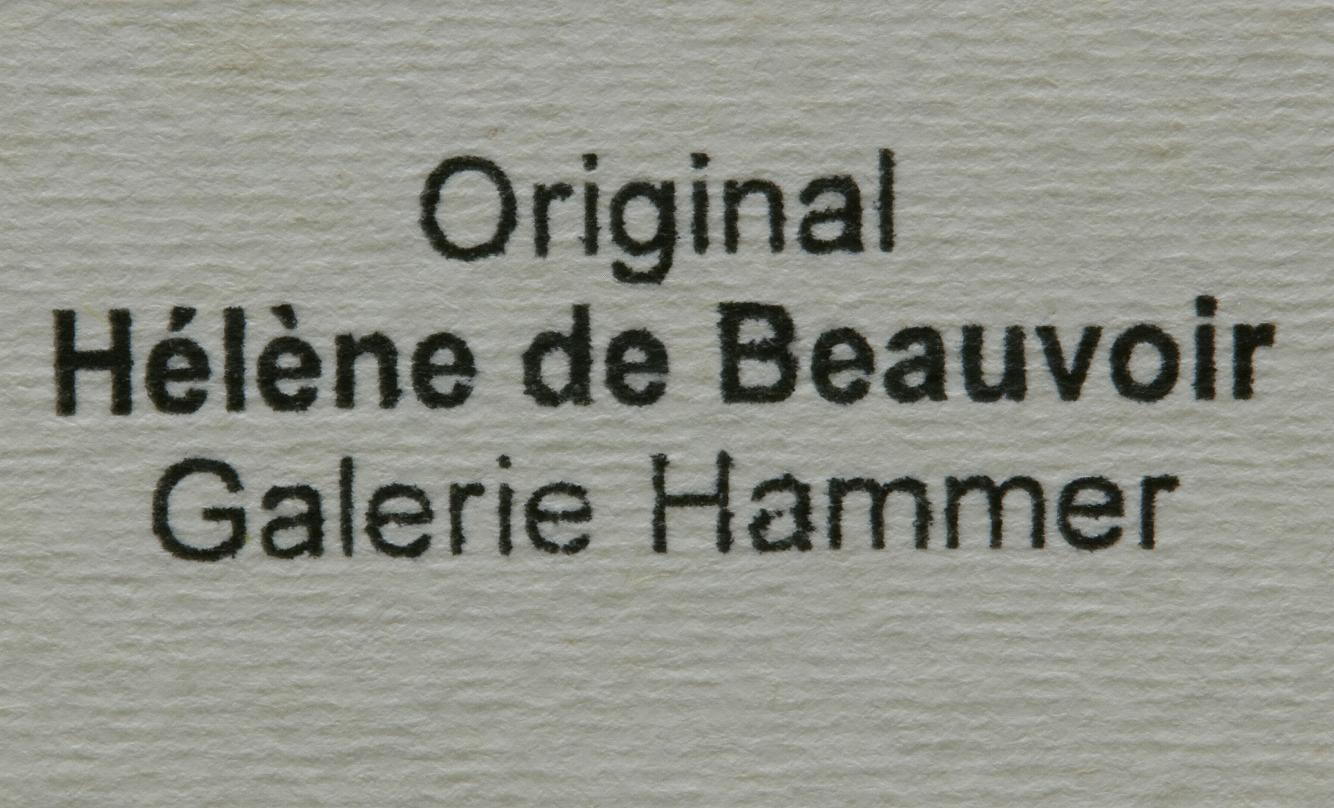 Original
Hélène de Beauvoir
Galerie Hammer